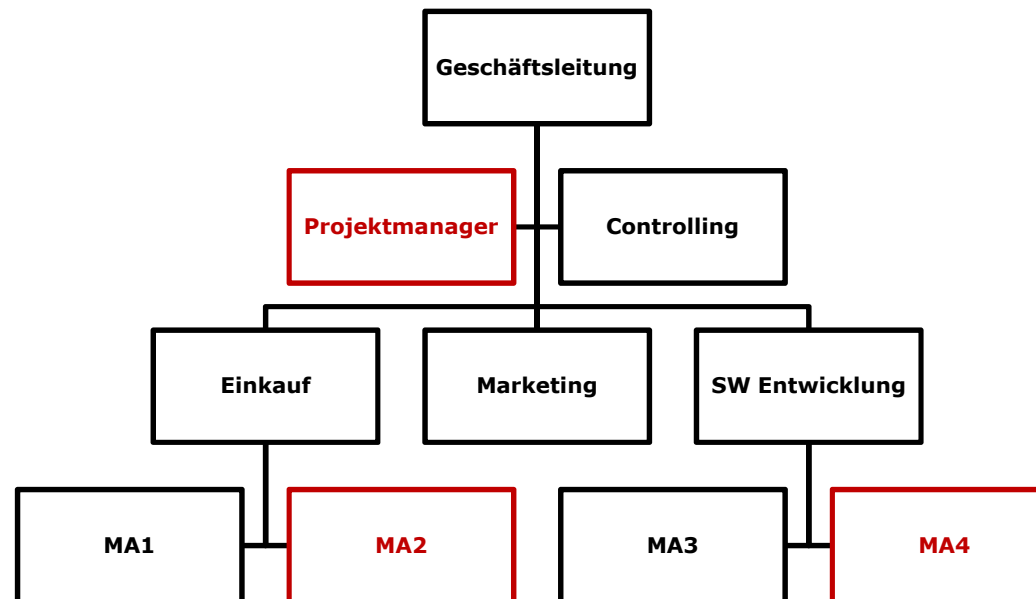 Geschäftsleitung
Projektmanager
Controlling
Einkauf
Marketing
SW Entwicklung
MA1
MA2
MA3
MA4